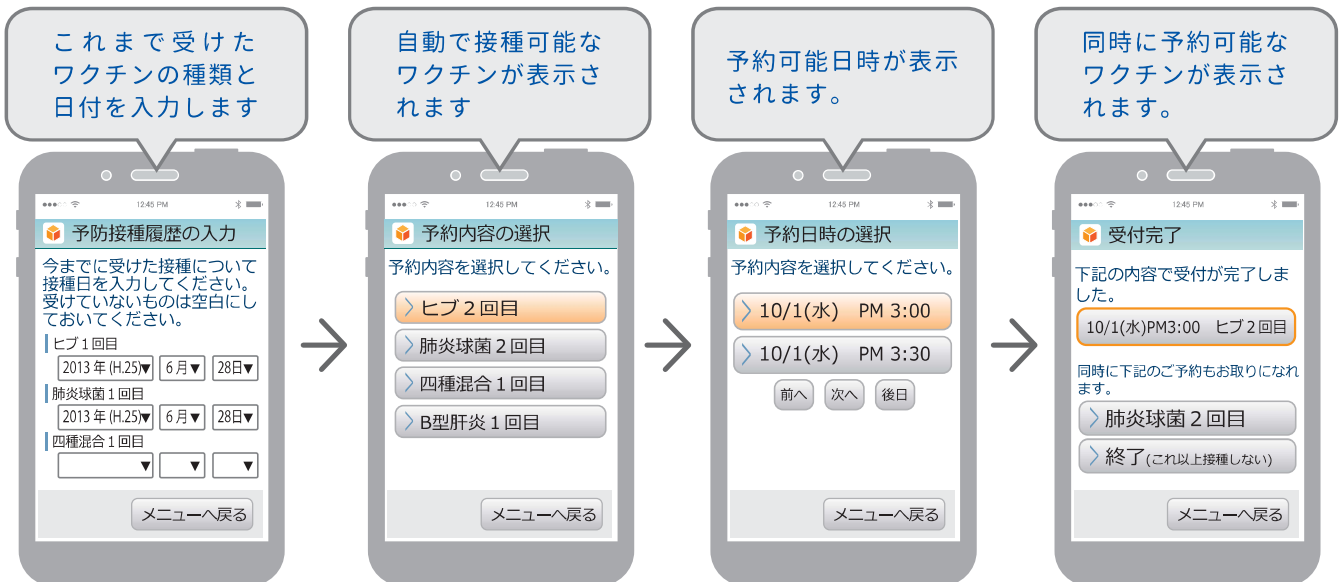 これまで受けた
ワクチンの種類と
日付を入力します
自動で接種可能な
ワクチンが表示さ
れます
予約可能日時が表示
されます。
同時に予約可能な
ワクチンが表示さ
れます。
12:45 PM
予防接種履歴の入力
今までに受けた接種について
接種日を入力してください。
受けていないものは空白にし
ておいてください。
ヒブ1回目
2013年(H.25)▼ 6月▼ 28日▼
肺炎球菌1回目
2013年(H.25)▼ 6月▼ 28日▼
四種混合1回目
▼ ▼ ▼
メニューへ戻る
12:45 PM
予約内容の選択
予約内容を選択してください。
ヒブ2回目
肺炎球菌2回目
四種混合1回目
B型肝炎1回目
メニューへ戻る
12:45 PM
予約日時の選択
予約内容を選択してください。
10/1(水) PM 3:00
10/1(水) PM 3:30
前へ 次へ 後日
メニューへ戻る
12:45 PM
受付完了
下記の内容で受付が完了しま
した。
10/1(水)PM3:00 ヒブ2回目
同時に下記のご予約もお取りになれ
ます。
肺炎球菌2回目
終了(これ以上接種しない)
メニューへ戻る